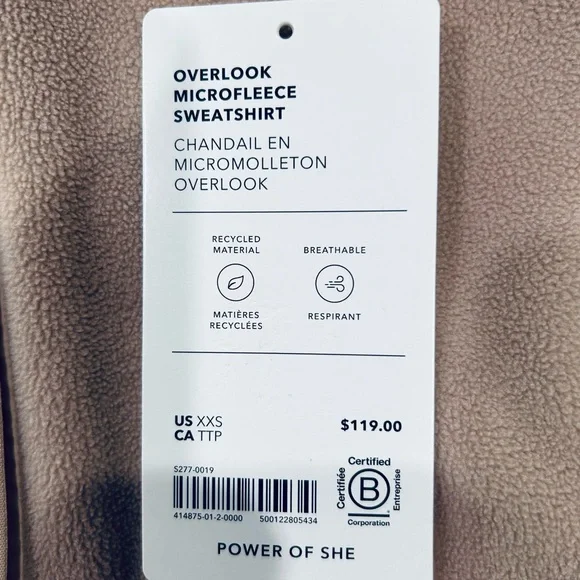 OVERLOOK
MICROFLEECE
SWEATSHIRT
CHANDAIL EN
MICROMOLLETON
OVERLOOK
RECYCLED
MATERIAL
BREATHABLE
MATIÈRES
RECYCLÉES
RESPIRANT
US XXS
CA TTP
$119.00
S277-0019
414875-01-2-0000 500122805434
Certified
Certifiée
B
Entreprise
Corporation
POWER OF SHE